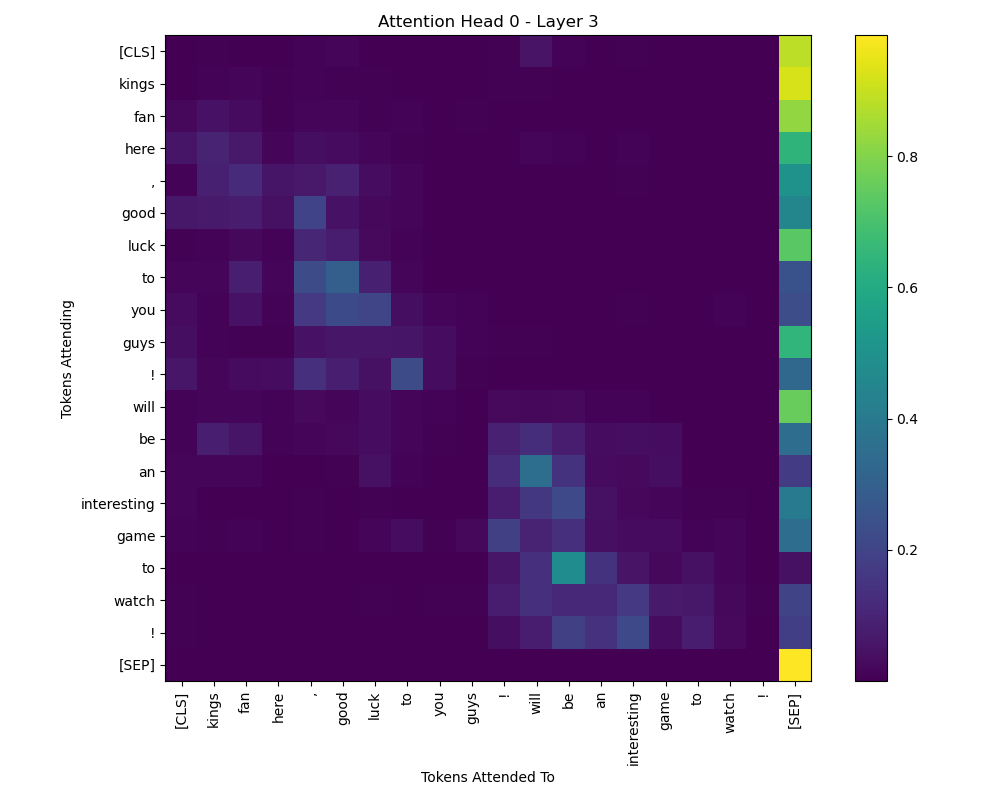 Attention Head 0 - Layer 3
[CLS]
kings
fan
here
,
good
luck
to
you
guys
!
will
be
an
interesting
game
to
watch
!
[SEP]
Tokens Attending
[CLS]
kings
fan
here
,
good
luck
to
you
guys
!
will
be
an
interesting
game
to
watch
!
[SEP]
Tokens Attended To
0.8
0.6
0.4
0.2